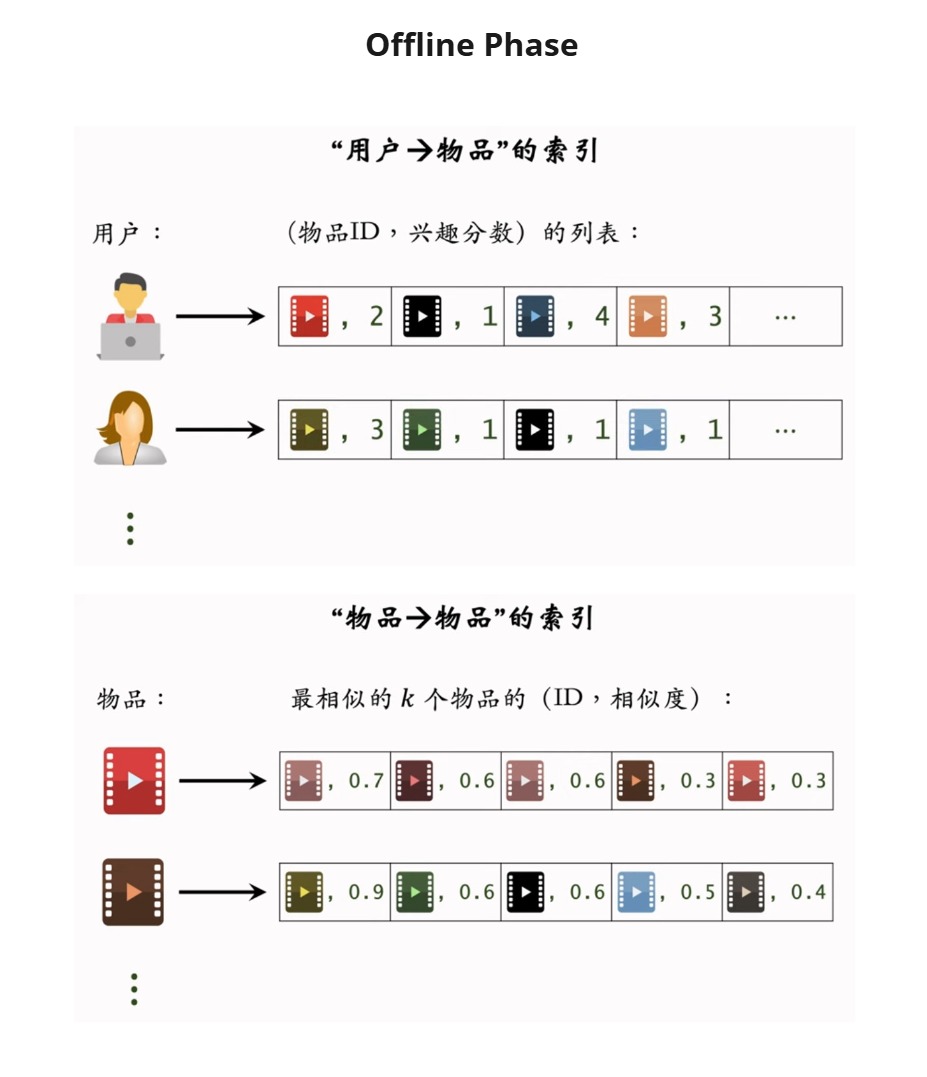 Offline Phase
“用户→物品”的索引
用户： （物品ID，兴趣分数）的列表：
, 2 , 1 , 4 , 3 ···
, 3 , 1 , 1 , 1 ···
“物品→物品”的索引
物品： 最相似的 k 个物品的（ID，相似度）：
, 0.7 , 0.6 , 0.6 , 0.3 , 0.3
, 0.9 , 0.6 , 0.6 , 0.5 , 0.4